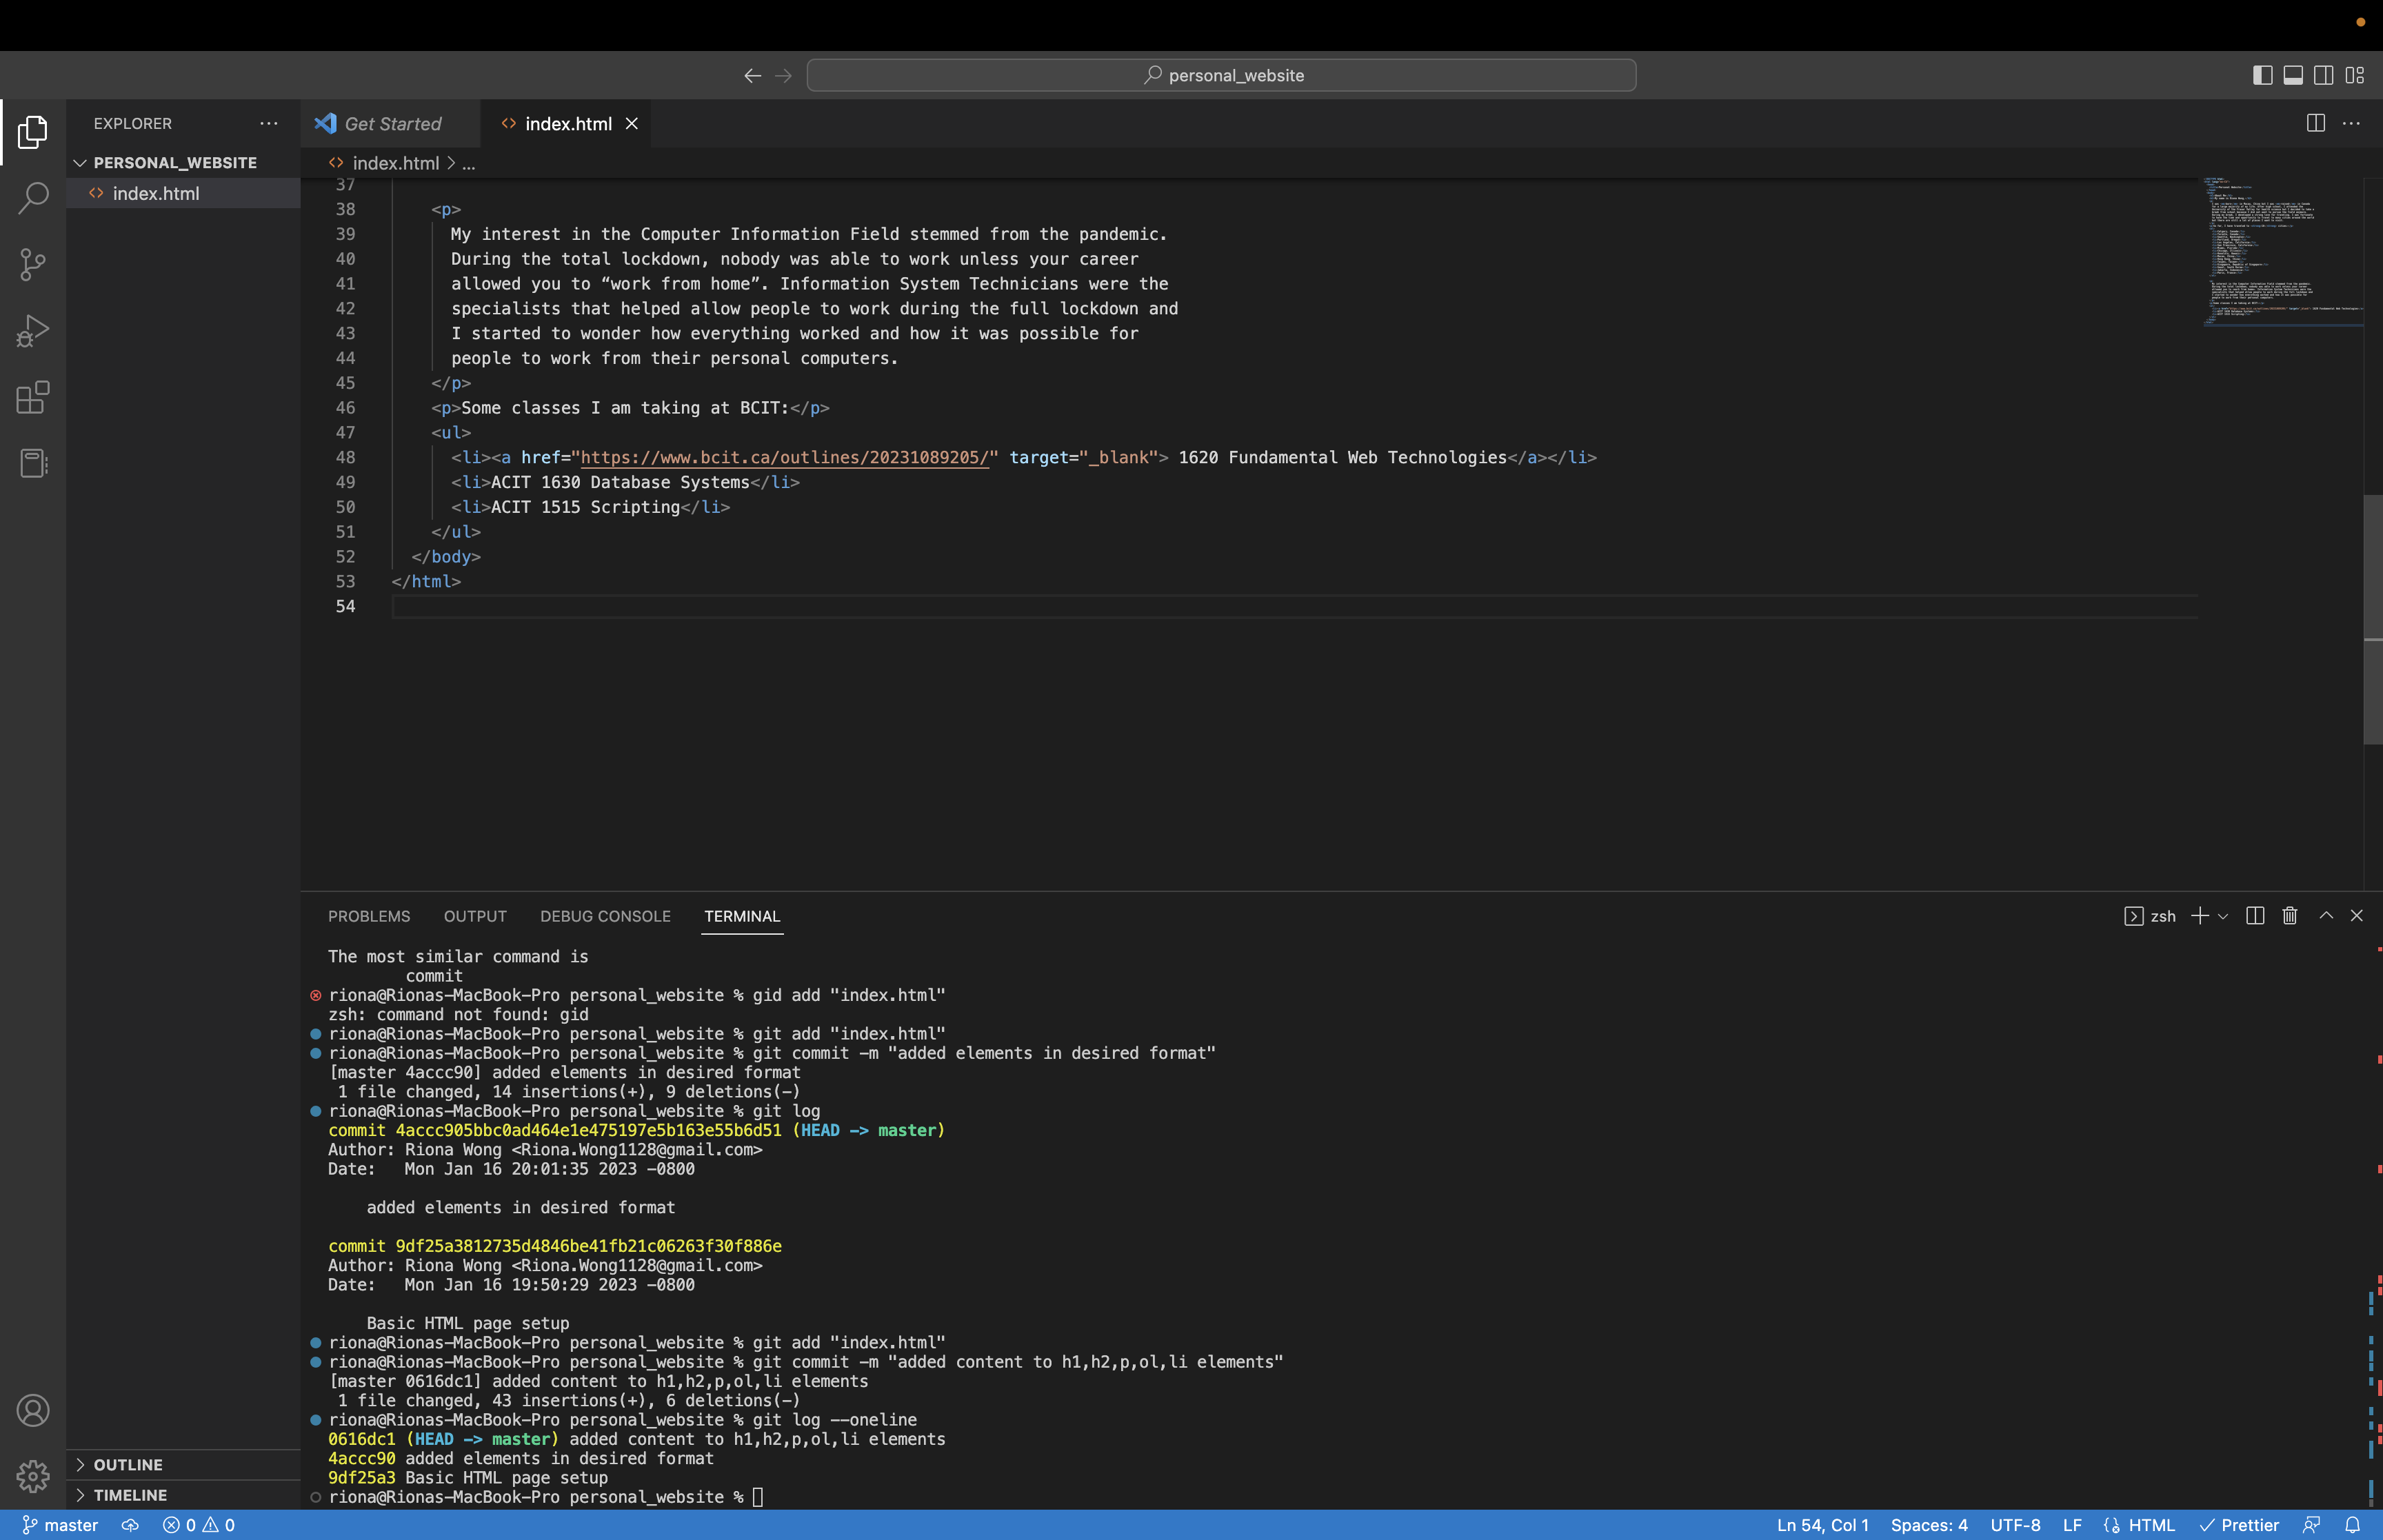 personal_website
EXPLORER
PERSONAL_WEBSITE
index.html
OUTLINE
TIMELINE
Get Started
index.html
index.html > ...
37
38 <p>
39 My interest in the Computer Information Field stemmed from the pandemic.
40 During the total lockdown, nobody was able to work unless your career
41 allowed you to “work from home”. Information System Technicians were the
42 specialists that helped allow people to work during the full lockdown and
43 I started to wonder how everything worked and how it was possible for
44 people to work from their personal computers.
45 </p>
46 <p>Some classes I am taking at BCIT:</p>
47 <ul>
48 <li><a href="https://www.bcit.ca/outlines/20231089205/" target="_blank"> 1620 Fundamental Web Technologies</a></li>
49 <li>ACIT 1630 Database Systems</li>
50 <li>ACIT 1515 Scripting</li>
51 </ul>
52 </body>
53 </html>
54
PROBLEMS OUTPUT DEBUG CONSOLE TERMINAL zsh
The most similar command is
commit
riona@Rionas-MacBook-Pro personal_website % gid add "index.html"
zsh: command not found: gid
riona@Rionas-MacBook-Pro personal_website % git add "index.html"
riona@Rionas-MacBook-Pro personal_website % git commit -m "added elements in desired format"
[master 4accc90] added elements in desired format
1 file changed, 14 insertions(+), 9 deletions(-)
riona@Rionas-MacBook-Pro personal_website % git log
commit 4accc905bbc0ad464e1e475197e5b163e55b6d51 (HEAD -> master)
Author: Riona Wong <Riona.Wong1128@gmail.com>
Date: Mon Jan 16 20:01:35 2023 -0800
added elements in desired format
commit 9df25a3812735d4846be41fb21c06263f30f886e
Author: Riona Wong <Riona.Wong1128@gmail.com>
Date: Mon Jan 16 19:50:29 2023 -0800
Basic HTML page setup
riona@Rionas-MacBook-Pro personal_website % git add "index.html"
riona@Rionas-MacBook-Pro personal_website % git commit -m "added content to h1,h2,p,ol,li elements"
[master 0616dc1] added content to h1,h2,p,ol,li elements
1 file changed, 43 insertions(+), 6 deletions(-)
riona@Rionas-MacBook-Pro personal_website % git log --oneline
0616dc1 (HEAD -> master) added content to h1,h2,p,ol,li elements
4accc90 added elements in desired format
9df25a3 Basic HTML page setup
riona@Rionas-MacBook-Pro personal_website %
master 0 0 Ln 54, Col 1 Spaces: 4 UTF-8 LF HTML Prettier